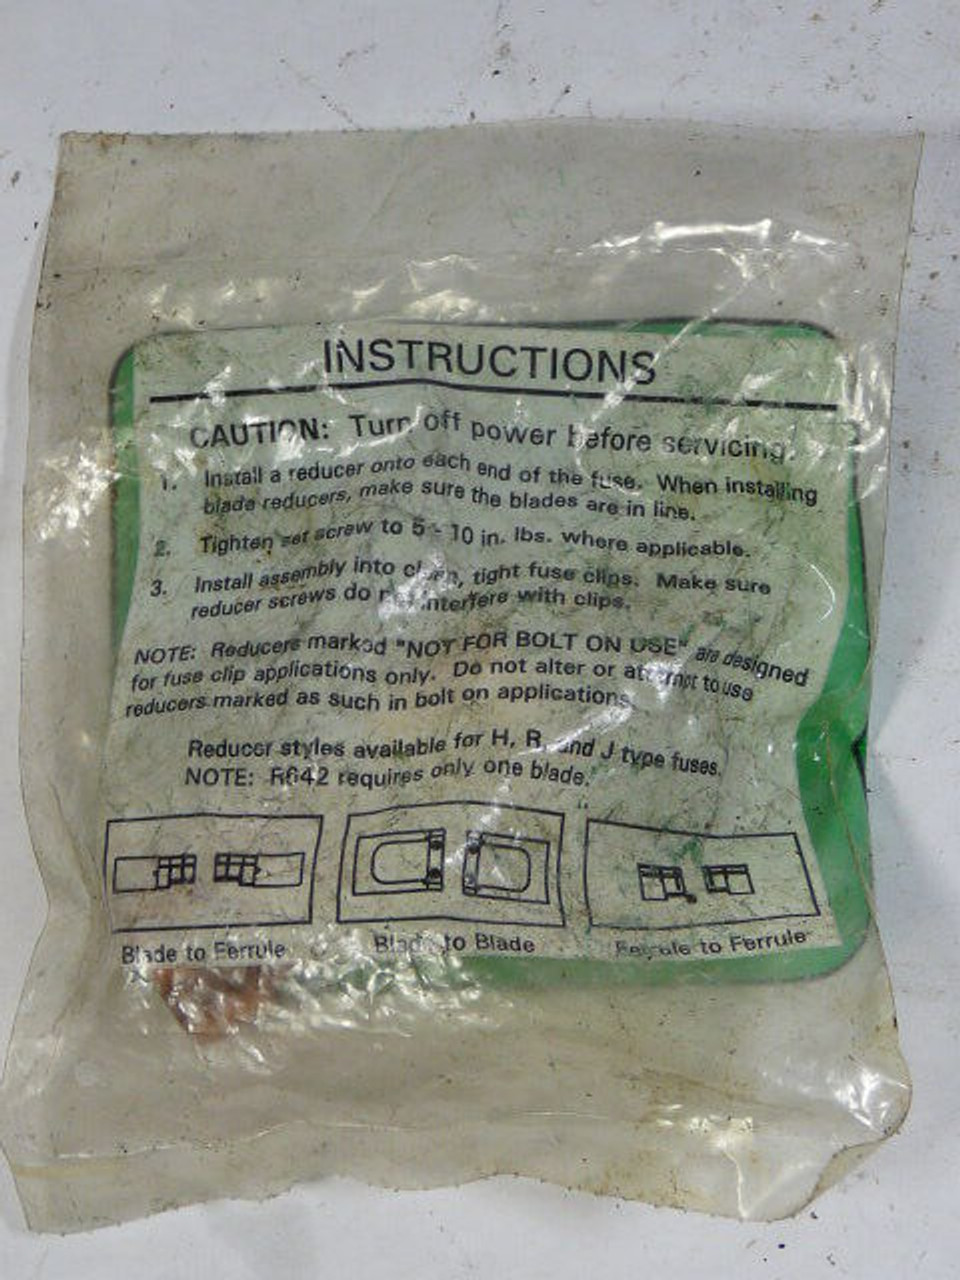 INSTRUCTIONS
CAUTION: Turn off power before servicing.
1. Install a reducer onto each end of the fuse. When installing
blade reducers, make sure the blades are in line.
2. Tighten set screw to 5 - 10 in. lbs. where applicable.
3. Install assembly into clean, tight fuse clips. Make sure
reducer screws do not interfere with clips.
NOTE: Reducers marked "NOT FOR BOLT ON USE" are designed
for fuse clip applications only. Do not alter or attempt to use
reducers marked as such in bolt on applications.
Reducer styles available for H, R, and J type fuses.
NOTE: R642 requires only one blade.
Blade to Ferrule
Blade to Blade
Ferrule to Ferrule